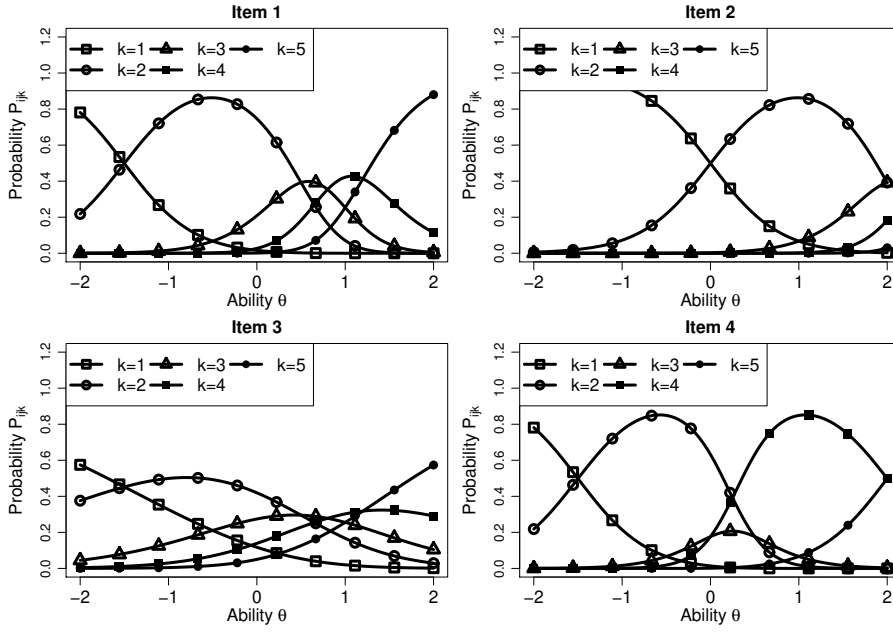 Item 1
k=1 k=3 k=5
k=2 k=4
Probability P_ijk
0.0 0.2 0.4 0.6 0.8 1.0 1.2
−2 −1 0 1 2
Ability θ
Item 2
k=1 k=3 k=5
k=2 k=4
Probability P_ijk
0.0 0.2 0.4 0.6 0.8 1.0 1.2
−2 −1 0 1 2
Ability θ
Item 3
k=1 k=3 k=5
k=2 k=4
Probability P_ijk
0.0 0.2 0.4 0.6 0.8 1.0 1.2
−2 −1 0 1 2
Ability θ
Item 4
k=1 k=3 k=5
k=2 k=4
Probability P_ijk
0.0 0.2 0.4 0.6 0.8 1.0 1.2
−2 −1 0 1 2
Ability θ